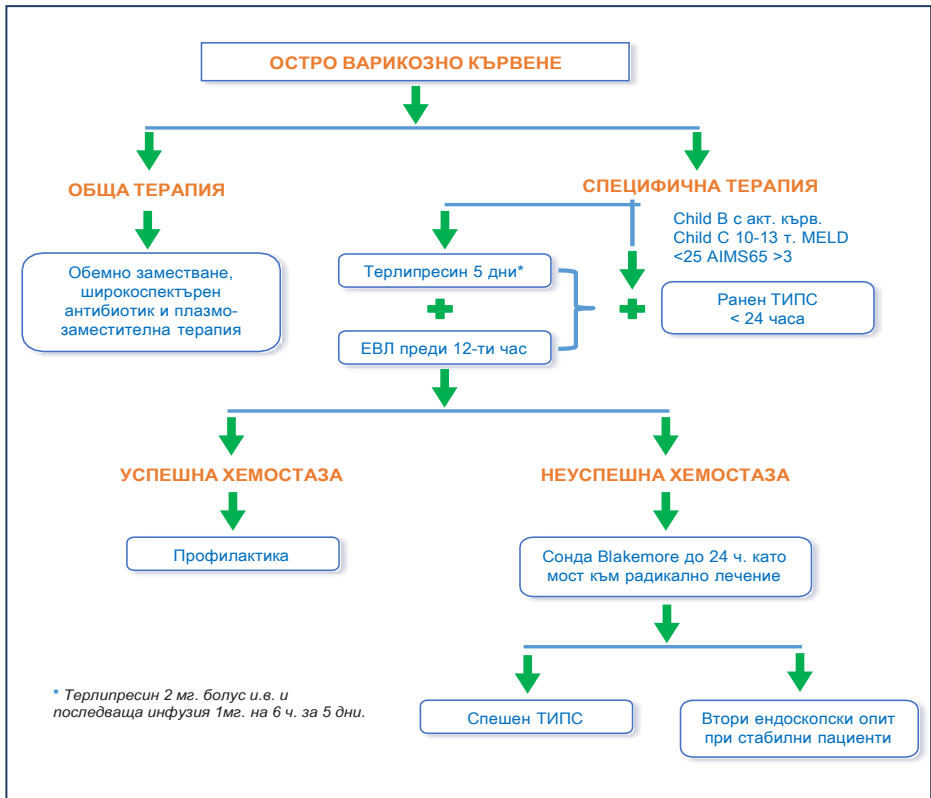 ОСТРО ВАРИКОЗНО КЪРВЕНЕ
ОБЩА ТЕРАПИЯ
СПЕЦИФИЧНА ТЕРАПИЯ
Обемно заместване,
широкоспектърен
антибиотик и плазмо-
заместителна терапия
Терлипресин 5 дни*
ЕВЛ преди 12-ти час
Child B с акт. кърв.
Child C 10-13 т. MELD
<25 AIMS65 >3
Ранен ТИПС
< 24 часа
УСПЕШНА ХЕМОСТАЗА
НЕУСПЕШНА ХЕМОСТАЗА
Профилактика
Сонда Blakemore до 24 ч. като
мост към радикално лечение
Спешен ТИПС
Втори ендоскопски опит
при стабилни пациенти
* Терлипресин 2 мг. болус и.в. и
последваща инфузия 1мг. на 6 ч. за 5 дни.